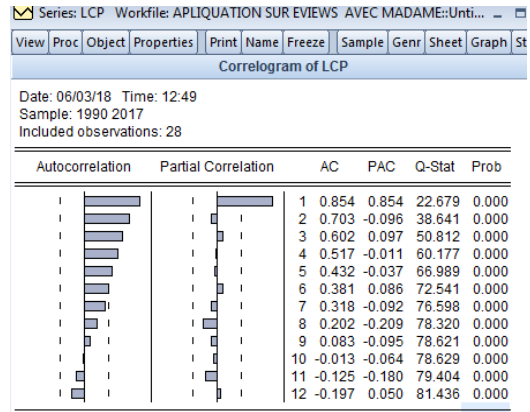 Series: LCP Workfile: APLIQUATION SUR EVIEWS AVEC MADAME::Unti...
View Proc Object Properties Print Name Freeze Sample Genr Sheet Graph St
Correlogram of LCP
Date: 06/03/18 Time: 12:49
Sample: 1990 2017
Included observations: 28
Autocorrelation Partial Correlation AC PAC Q-Stat Prob
1 0.854 0.854 22.679 0.000
2 0.703 -0.096 38.641 0.000
3 0.602 0.097 50.812 0.000
4 0.517 -0.011 60.177 0.000
5 0.432 -0.037 66.989 0.000
6 0.381 0.086 72.541 0.000
7 0.318 -0.092 76.598 0.000
8 0.202 -0.209 78.320 0.000
9 0.083 -0.095 78.621 0.000
10 -0.013 -0.064 78.629 0.000
11 -0.125 -0.180 79.404 0.000
12 -0.197 0.050 81.436 0.000